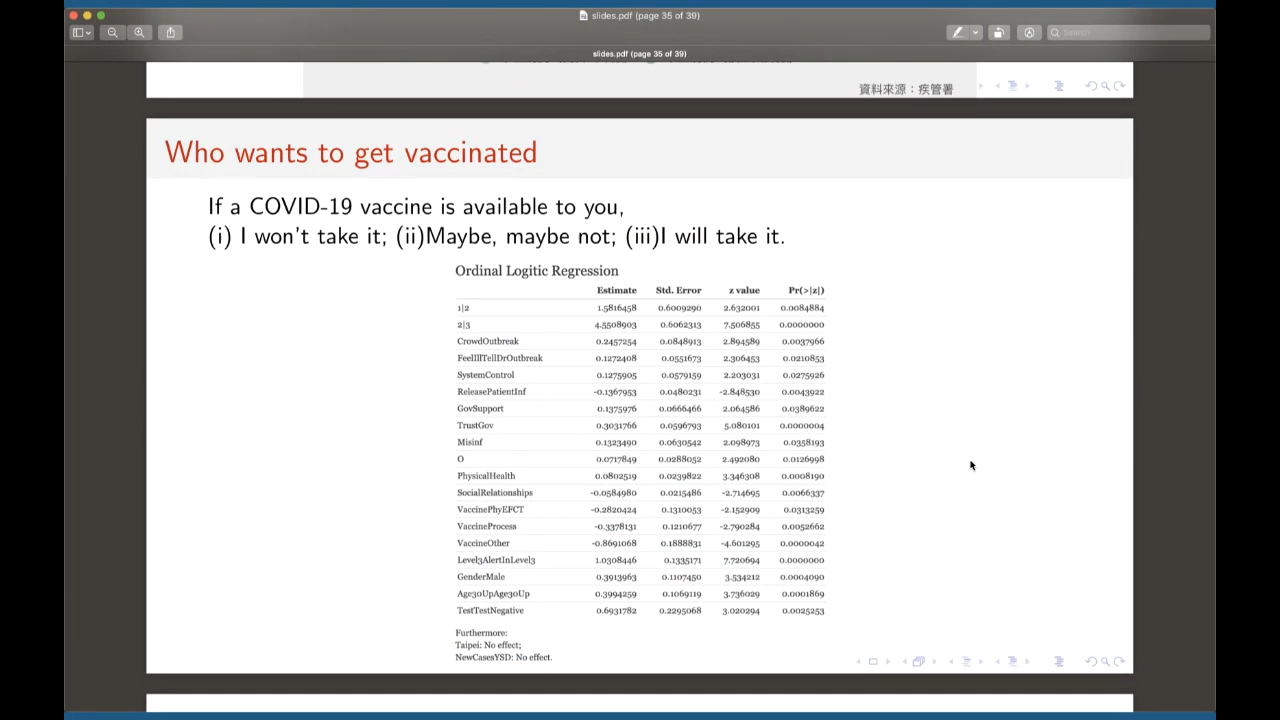 slides.pdf (page 35 of 39)
Search
slides.pdf (page 35 of 39)
資料來源：疾管署
Who wants to get vaccinated
If a COVID-19 vaccine is available to you,
(i) I won't take it; (ii)Maybe, maybe not; (iii)I will take it.
Ordinal Logitic Regression
Estimate Std. Error z value Pr(>|z|)
1|2 1.5816458 0.6009290 2.632001 0.0084884
2|3 4.5508903 0.6062313 7.506855 0.0000000
CrowdOutbreak 0.2457254 0.0848913 2.894589 0.0037966
FeelIllTellDrOutbreak 0.1272408 0.0551673 2.306453 0.0210853
SystemControl 0.1275905 0.0579159 2.203031 0.0275926
ReleasePatientInf -0.1367953 0.0480231 -2.848530 0.0043922
GovSupport 0.1375976 0.0666466 2.064586 0.0389622
TrustGov 0.3031766 0.0596793 5.080101 0.0000004
Misinf 0.1323490 0.0630542 2.098973 0.0358193
O 0.0717849 0.0288052 2.492080 0.0126998
PhysicalHealth 0.0802519 0.0239822 3.346308 0.0008190
SocialRelationships -0.0584980 0.0215486 -2.714695 0.0066337
VaccinePhyEFCT -0.2820424 0.1310053 -2.152909 0.0313259
VaccineProcess -0.3378131 0.1210677 -2.790284 0.0052662
VaccineOther -0.8691068 0.1888831 -4.601295 0.0000042
Level3AlertInLevel3 1.0308446 0.1335171 7.720694 0.0000000
GenderMale 0.3913963 0.1107450 3.534212 0.0004090
Age30UpAge30Up 0.3994259 0.1069119 3.736029 0.0001869
TestTestNegative 0.6931782 0.2295068 3.020294 0.0025253
Furthermore:
Taipei: No effect;
NewCasesYSD: No effect.